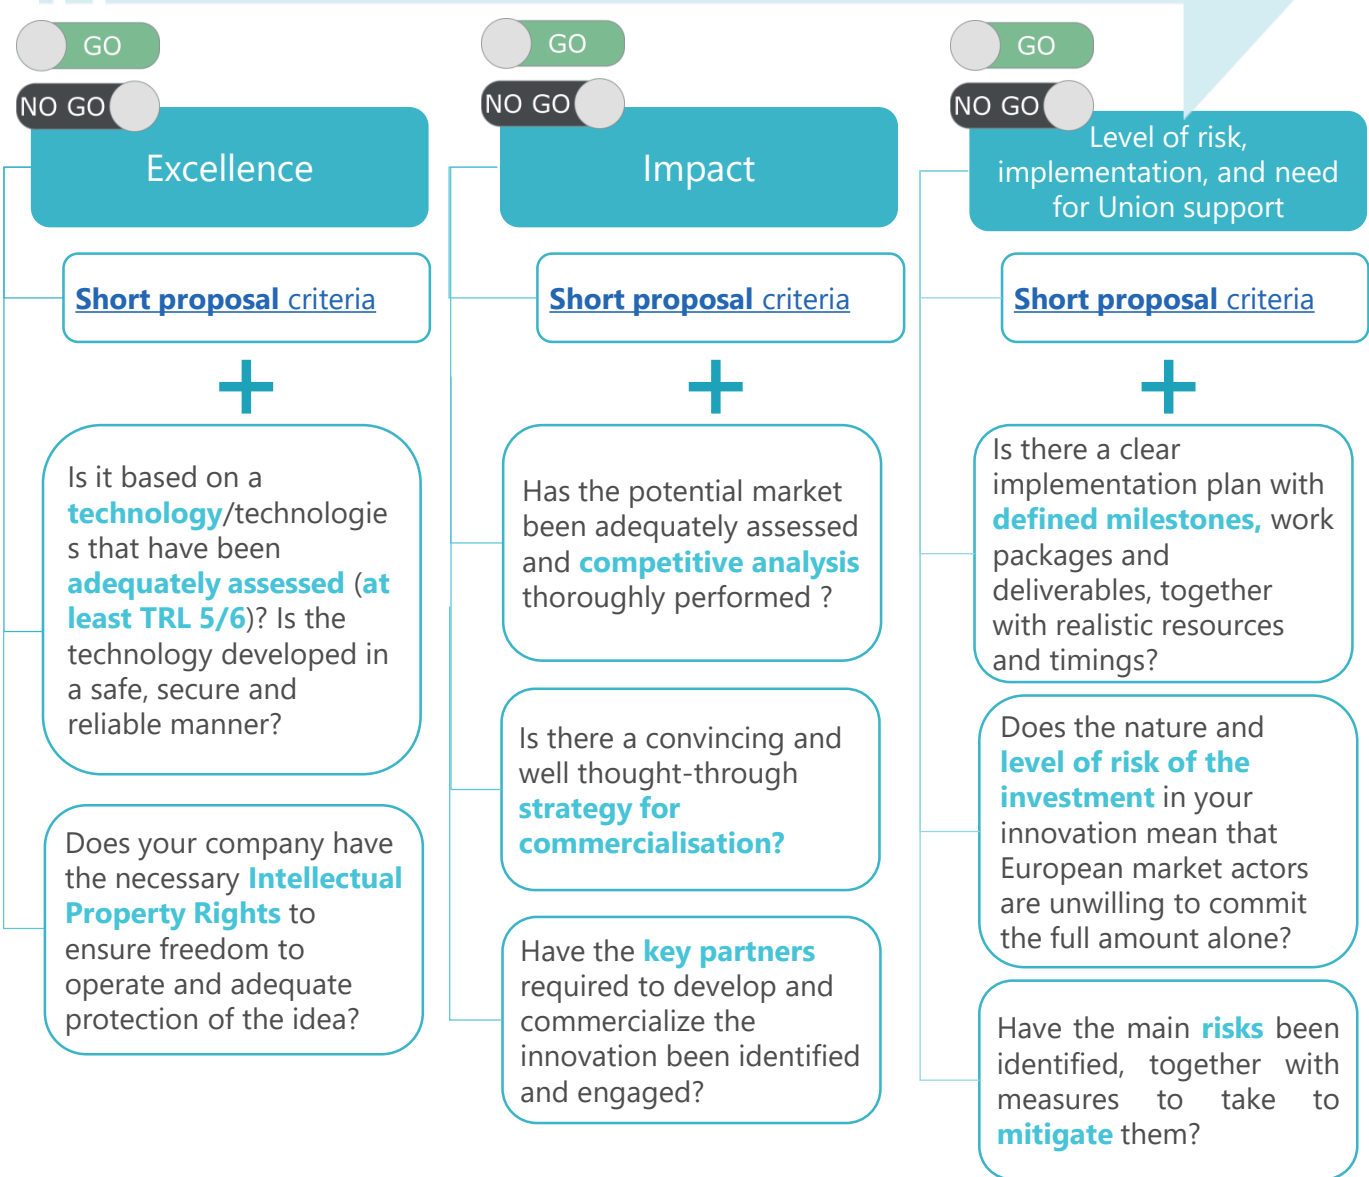 GO
NO GO
Excellence
Short proposal criteria
+
Is it based on a
technology/technologie
s that have been
adequately assessed (at
least TRL 5/6)? Is the
technology developed in
a safe, secure and
reliable manner?
Does your company have
the necessary Intellectual
Property Rights to
ensure freedom to
operate and adequate
protection of the idea?
GO
NO GO
Impact
Short proposal criteria
+
Has the potential market
been adequately assessed
and competitive analysis
thoroughly performed ?
Is there a convincing and
well thought-through
strategy for
commercialisation?
Have the key partners
required to develop and
commercialize the
innovation been identified
and engaged?
GO
NO GO
Level of risk,
implementation, and need
for Union support
Short proposal criteria
+
Is there a clear
implementation plan with
defined milestones, work
packages and
deliverables, together
with realistic resources
and timings?
Does the nature and
level of risk of the
investment in your
innovation mean that
European market actors
are unwilling to commit
the full amount alone?
Have the main risks been
identified, together with
measures to take to
mitigate them?